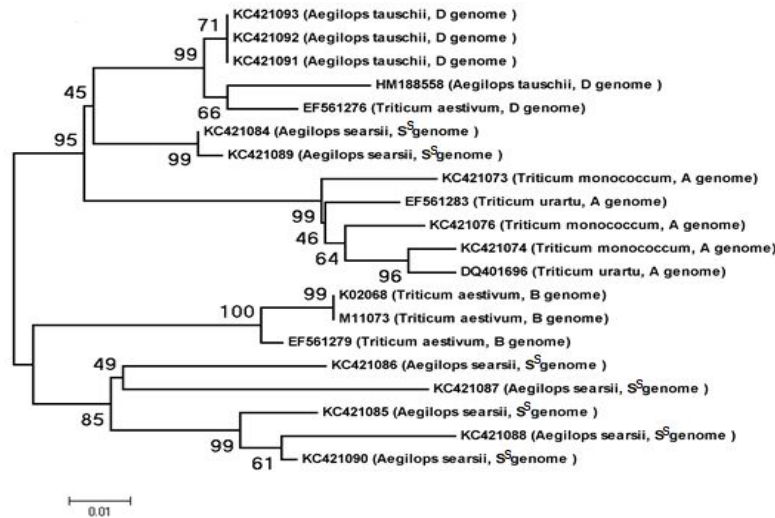 71 KC421093 (Aegilops tauschii, D genome )
KC421092 (Aegilops tauschii, D genome )
99 KC421091 (Aegilops tauschii, D genome )
HM188558 (Aegilops tauschii, D genome )
45 66 EF561276 (Triticum aestivum, D genome )
KC421084 (Aegilops searsii, SSgenome )
95 99 KC421089 (Aegilops searsii, SSgenome )
KC421073 (Triticum monococcum, A genome )
EF561283 (Triticum urartu, A genome )
99 KC421076 (Triticum monococcum, A genome )
46 KC421074 (Triticum monococcum, A genome )
64 96 DQ401696 (Triticum urartu, A genome )
99 K02068 (Triticum aestivum, B genome)
100 M11073 (Triticum aestivum, B genome)
EF561279 (Triticum aestivum, B genome)
49 KC421086 (Aegilops searsii, SSgenome )
KC421087 (Aegilops searsii, SSgenome )
85 KC421085 (Aegilops searsii, SSgenome )
99 KC421088 (Aegilops searsii, SSgenome )
61 KC421090 (Aegilops searsii, SSgenome )
0.01